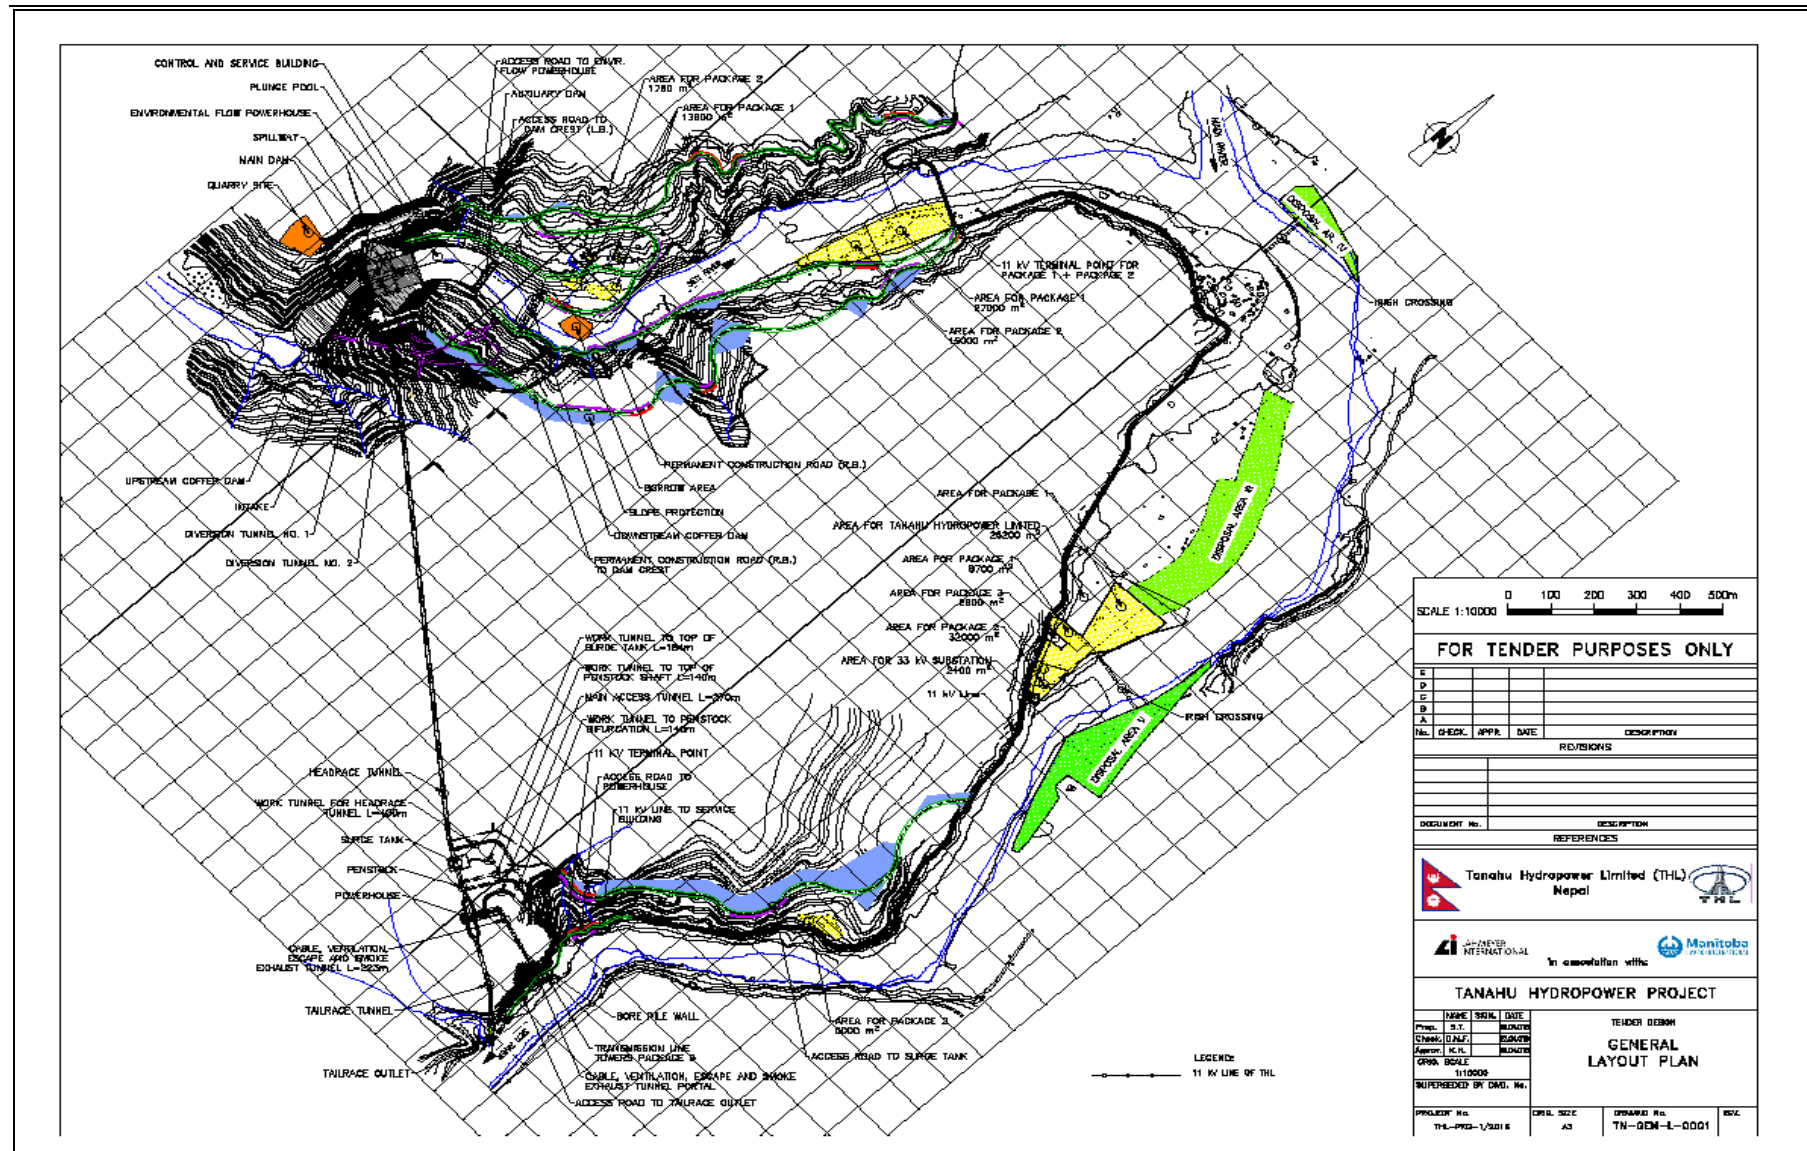 CONTROL AND SERVICE BUILDING
PLUNGE POOL
ENVIRONMENTAL FLOW POWERHOUSE
SPILLWAY
MAIN DAM
QUARRY SITE
ACCESS ROAD TO ENVIR.
FLOW POWERHOUSE
AUXILIARY DAM
ACCESS ROAD TO
DAM CREST (L.B.)
AREA FOR PACKAGE 2
1780 m²
AREA FOR PACKAGE 1
13800 m²
MADI RIVER
DISPOSAL AR. IV
IRISH CROSSING
SETI RIVER
11 KV TERMINAL POINT FOR
PACKAGE 1 + PACKAGE 2
AREA FOR PACKAGE 1
27000 m²
AREA FOR PACKAGE 2
15000 m²
UPSTREAM COFFER DAM
INTAKE
DIVERSION TUNNEL NO. 1
DIVERSION TUNNEL NO. 2
PERMANENT CONSTRUCTION ROAD (R.B.)
BORROW AREA
SLOPE PROTECTION
DOWNSTREAM COFFER DAM
PERMANENT CONSTRUCTION ROAD (R.B.)
TO DAM CREST
AREA FOR PACKAGE 1
AREA FOR TANAHU HYDROPOWER LIMITED
26200 m²
AREA FOR PACKAGE 1
8700 m²
AREA FOR PACKAGE 3
2800 m²
AREA FOR PACKAGE 2
32000 m²
AREA FOR 33 KV SUBSTATION
2400 m²
11 KV Line
DISPOSAL AREA III
IRISH CROSSING
DISPOSAL AREA V
WORK TUNNEL TO TOP OF
SURGE TANK
WORK TUNNEL TO TOP OF
PENSTOCK SHAFT L=140m
MAIN ACCESS TUNNEL L=270m
WORK TUNNEL TO PENSTOCK
BIFURCATION L=140m
11 KV TERMINAL POINT
ACCESS ROAD TO
POWERHOUSE
11 KV LINE TO SERVICE
BUILDING
HEADRACE TUNNEL
WORK TUNNEL FOR HEADRACE
TUNNEL
SURGE TANK
PENSTOCK
POWERHOUSE
CABLE, VENTILATION,
ESCAPE AND SMOKE
EXHAUST TUNNEL L=223m
TAILRACE TUNNEL
TAILRACE OUTLET
BORE PILE WALL
TRANSMISSION LINE
TOWERS PACKAGE 3
CABLE, VENTILATION, ESCAPE AND SMOKE
EXHAUST TUNNEL PORTAL
ACCESS ROAD TO TAILRACE OUTLET
AREA FOR PACKAGE 2
ACCESS ROAD TO SURGE TANK
LEGEND:
11 KV LINE OF THL
SCALE 1:10000
0 100 200 300 400 500m
FOR TENDER PURPOSES ONLY
E
D
C
B
A
No. CHECK. APPR. DATE DESCRIPTION
REVISIONS
DOCUMENT No. DESCRIPTION
REFERENCES
Tanahu Hydropower Limited (THL)
Nepal
THL
LAHMEYER
INTERNATIONAL
in association with:
Manitoba
TANAHU HYDROPOWER PROJECT
NAME SIGN. DATE
Prep. S.T.
Check. D.M.F.
Approv. H.H.
ORIG. SCALE
1:10000
SUPERSEDED BY DWG. No.
TENDER DESIGN
GENERAL
LAYOUT PLAN
PROJECT No. ORIG. SIZE DRAWING No. REV.
A3 TN-GEN-L-0001